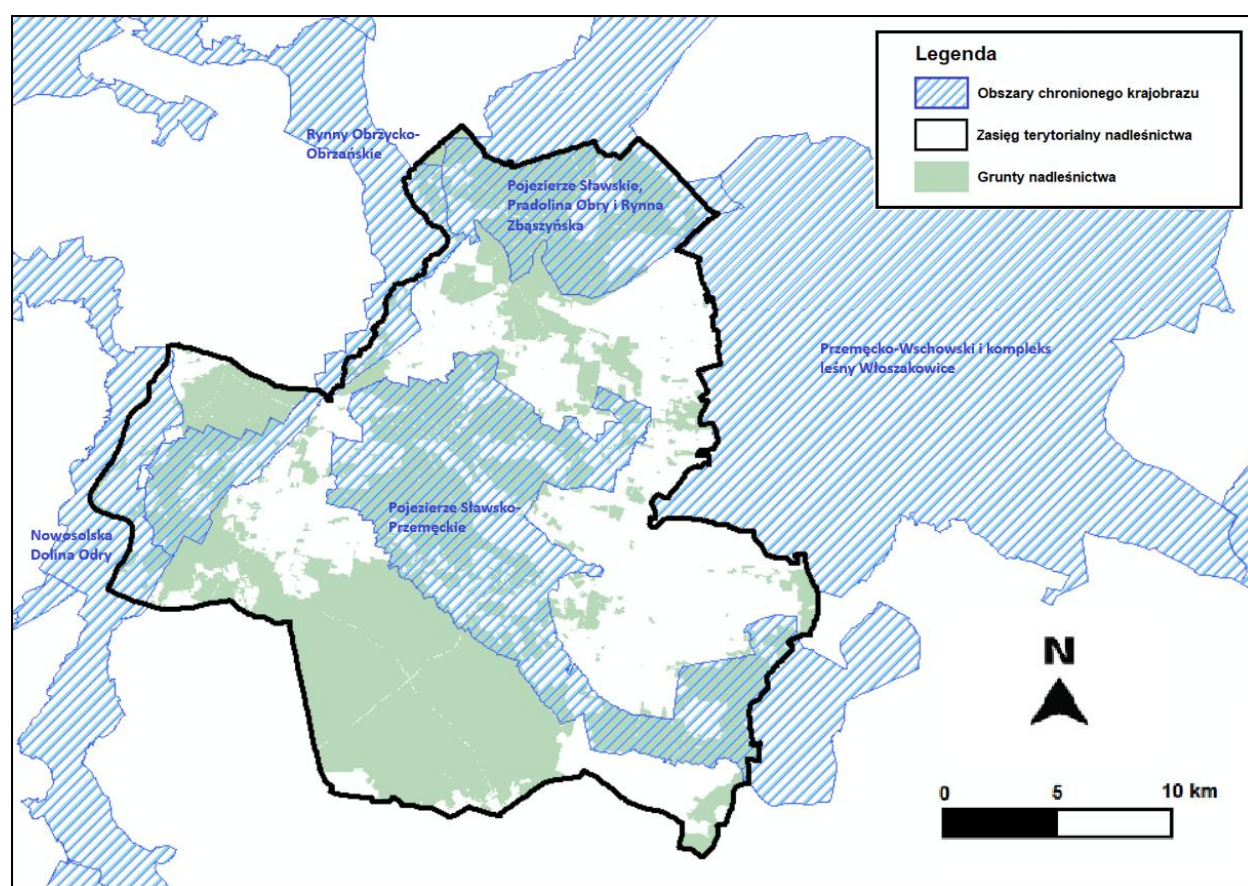 Legenda
Obszary chronionego krajobrazu
Zasięg terytorialny nadleśnictwa
Grunty nadleśnictwa
Rynny Obrzycko-
Obrzańskie
Pojezierze Sławskie,
Pradolina Obry i Rynna
Zbąszyńska
Przemęcko-Wschowski i kompleks
leśny Włoszakowice
Pojezierze Sławsko-
Przemęckie
Nowosolska
Dolina Odry
N
0 5 10 km